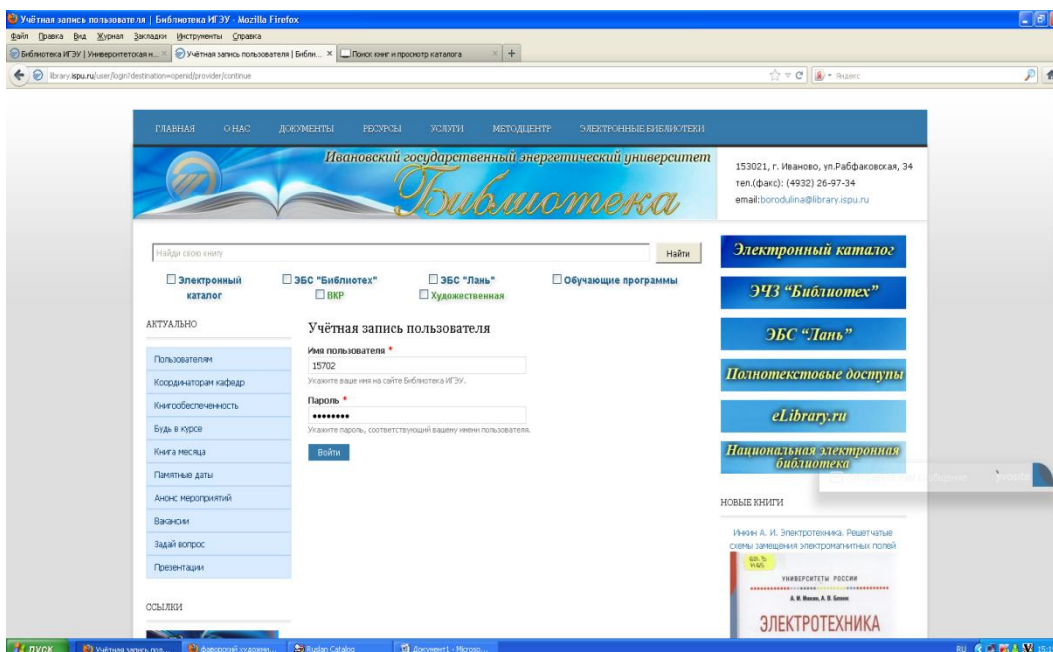 Учётная запись пользователя | Библиотека ИГЭУ - Mozilla Firefox
Файл Правка Вид Журнал Закладки Инструменты Справка
Библиотека ИГЭУ | Университетская н...
Учётная запись пользователя | Библи...
Поиск книг и просмотр каталога
library.ispu.ru/user/login?destination=openid/provider/continue
Яндекс
ГЛАВНАЯ О НАС ДОКУМЕНТЫ РЕСУРСЫ УСЛУГИ МЕТОДЦЕНТР ЭЛЕКТРОННЫЕ БИБЛИОТЕКИ
Ивановский государственный энергетический университет
Библиотека
153021, г. Иваново, ул.Рабфаковская, 34
тел.(факс): (4932) 26-97-34
email:borodulina@library.ispu.ru
Найди свою книгу
Найти
Электронный каталог
ЭБС "Библиотех"
ЭБС "Лань"
Обучающие программы
ВКР
Художественная
АКТУАЛЬНО
Пользователям
Координаторам кафедр
Книгообеспеченность
Будь в курсе
Книга месяца
Памятные даты
Анонс мероприятий
Вакансии
Задай вопрос
Презентации
ССЫЛКИ
Учётная запись пользователя
Имя пользователя *
15702
Укажите ваше имя на сайте Библиотека ИГЭУ.
Пароль *
••••••••
Укажите пароль, соответствующий вашему имени пользователя.
Войти
Электронный каталог
ЭЧЗ “Библиотех”
ЭБС “Лань”
Полнотекстовые доступы
eLibrary.ru
Национальная электронная
библиотека
НОВЫЕ КНИГИ
Инкин А. И. Электротехника. Решетчатые
схемы замещения электромагнитных полей
УНИВЕРСИТЕТЫ РОССИИ
ЭЛЕКТРОТЕХНИКА
пуск
Учётная запись пол...
фаворский художни...
Ruslan Catalog
Документ1 - Microso...
RU